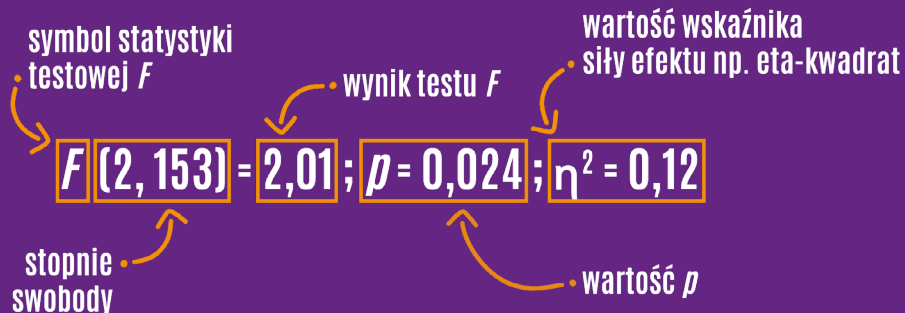 symbol statystyki
testowej F
wynik testu F
wartość wskaźnika
siły efektu np. eta-kwadrat
F (2, 153) = 2,01 ; p = 0,024 ; η² = 0,12
stopnie
swobody
wartość p